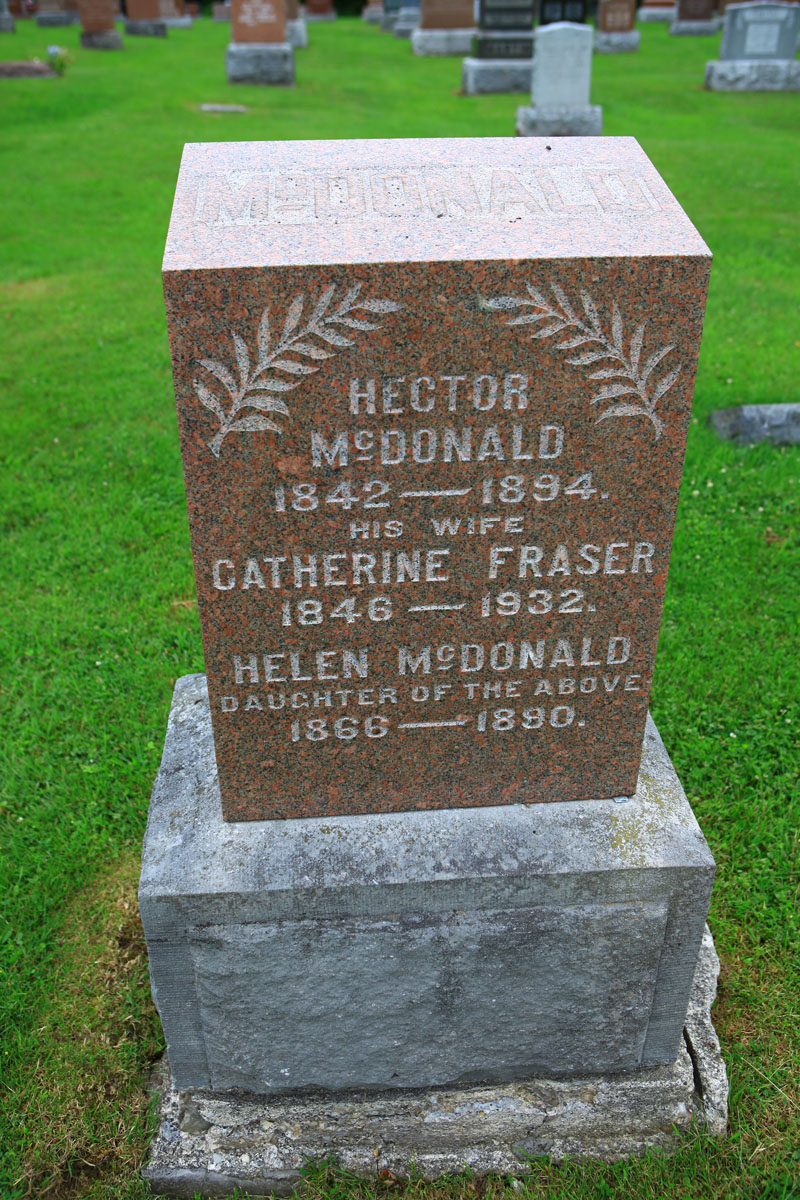 McDONALD
HECTOR
McDONALD
1842 — 1894.
HIS WIFE
CATHERINE FRASER
1846 — 1932.
HELEN McDONALD
DAUGHTER OF THE ABOVE
1866 — 1890.